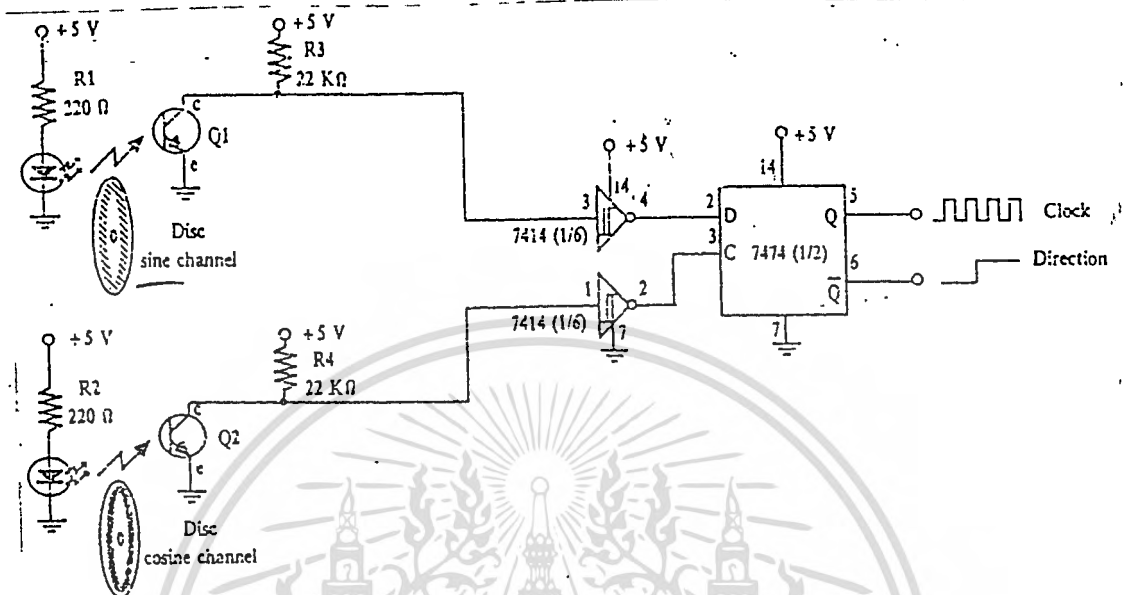 +5 V
R1
220 Ω
c
Q1
e
C
Disc
sine channel
+5 V
R3
22 KΩ
+5 V
14
3
4
7414 (1/6)
1
2
7414 (1/6)
7
+5 V
14
2
D
3
C
7474 (1/2)
Q
5
Q̅
6
7
Clock
Direction
+5 V
R2
220 Ω
c
Q2
e
C
Disc
cosine channel
+5 V
R4
22 KΩ